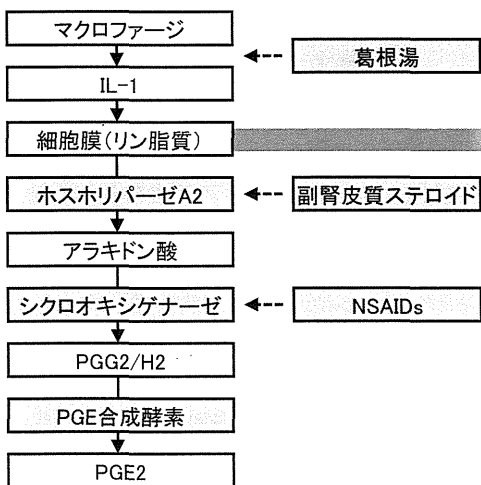 マクロファージ
葛根湯
IL-1
細胞膜(リン脂質)
ホスホリパーゼA2
副腎皮質ステロイド
アラキドン酸
シクロオキシゲナーゼ
NSAIDs
PGG2/H2
PGE合成酵素
PGE2